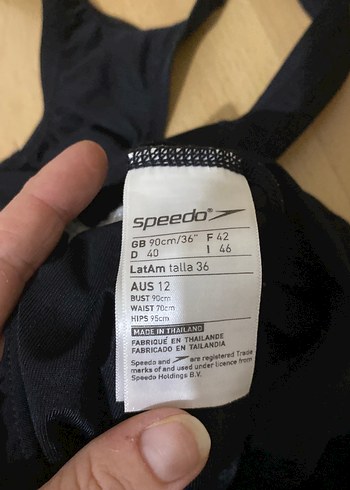 speedo®
GB 90cm/36" F 42
D 40 I 46
LatAm talla 36
AUS 12
BUST 90cm
WAIST 70cm
HIPS 95cm
MADE IN THAILAND
FABRIQUÉ EN THAILANDE
FABRICADO EN TAILANDIA
Speedo and are registered Trade
marks of and used under licence from
Speedo Holdings B.V.